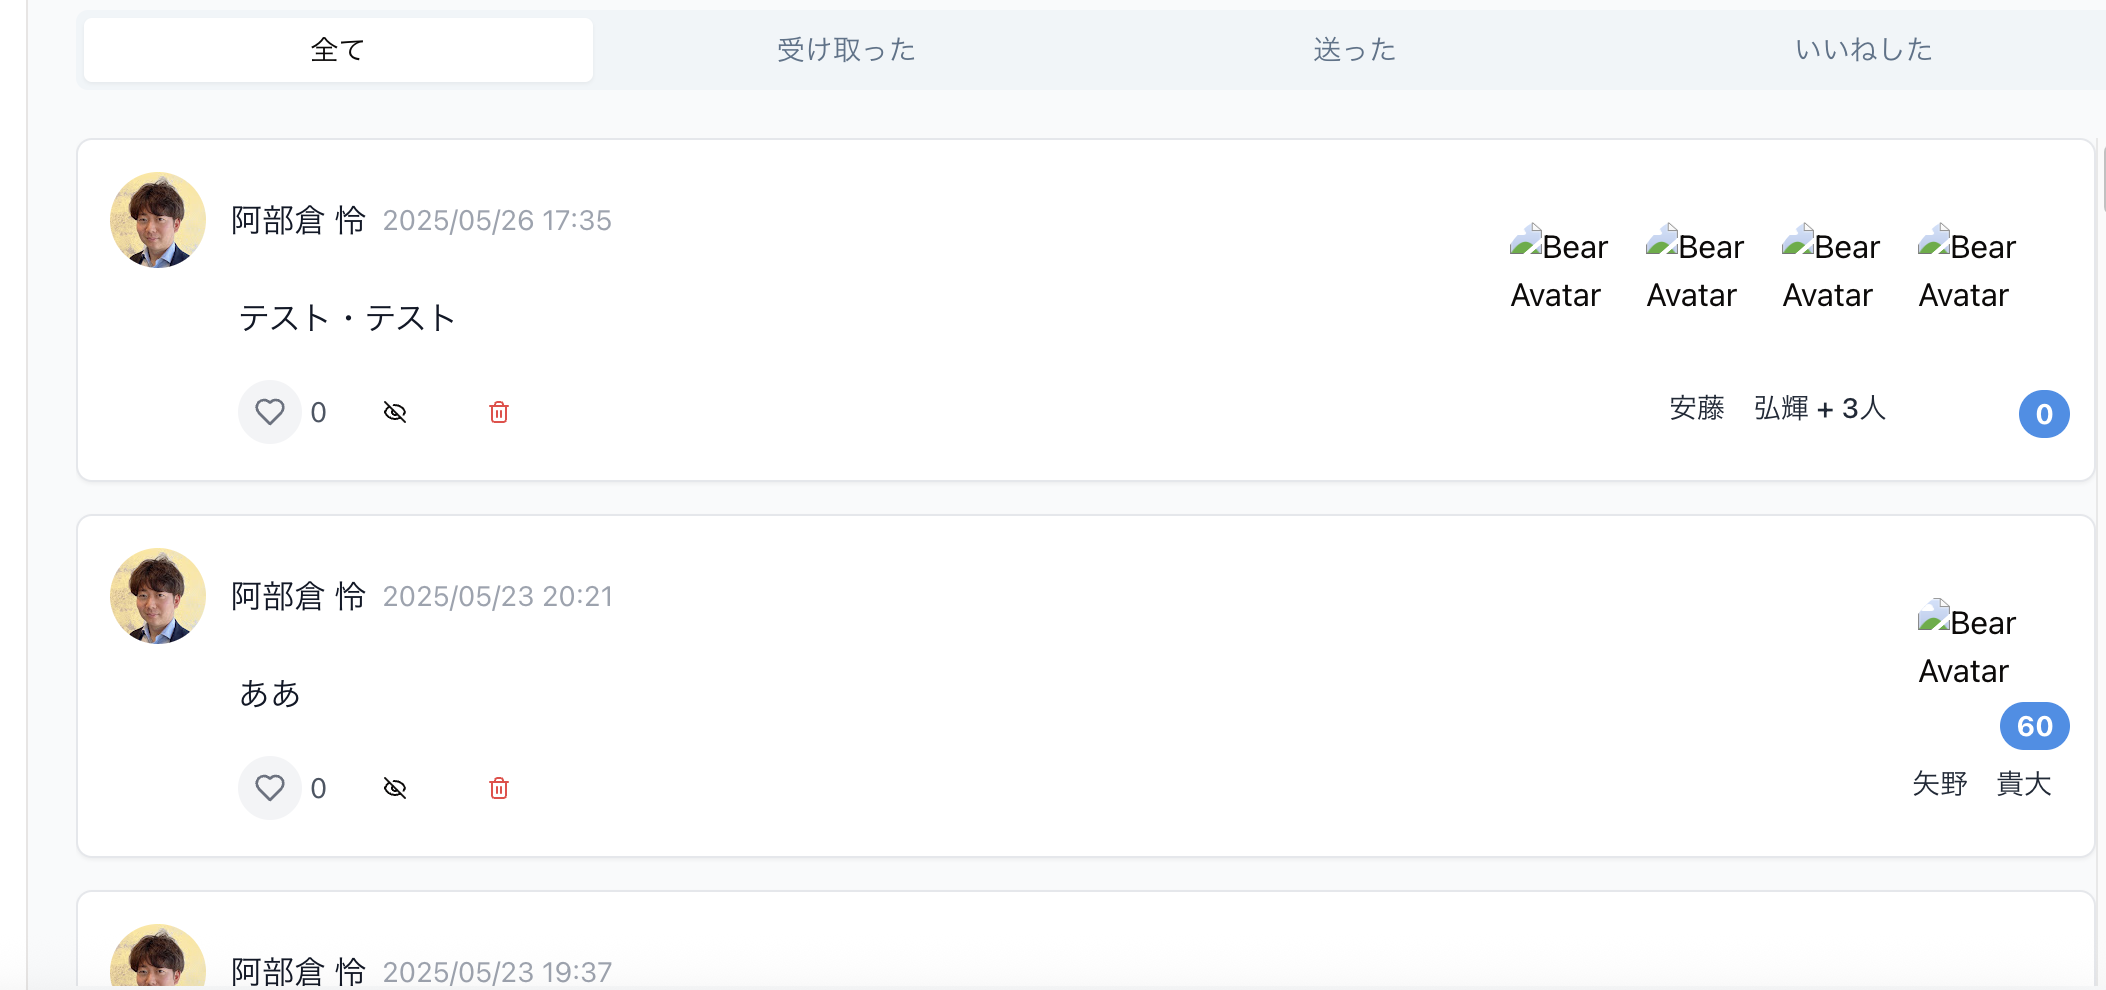 全て 受け取った 送った いいねした
阿部倉 怜 2025/05/26 17:35
Bear Avatar Bear Avatar Bear Avatar Bear Avatar
テスト・テスト
0
安藤　弘輝 + 3人
0
阿部倉 怜 2025/05/23 20:21
Bear Avatar
ああ
60
0
矢野　貴大
阿部倉 怜 2025/05/23 19:37